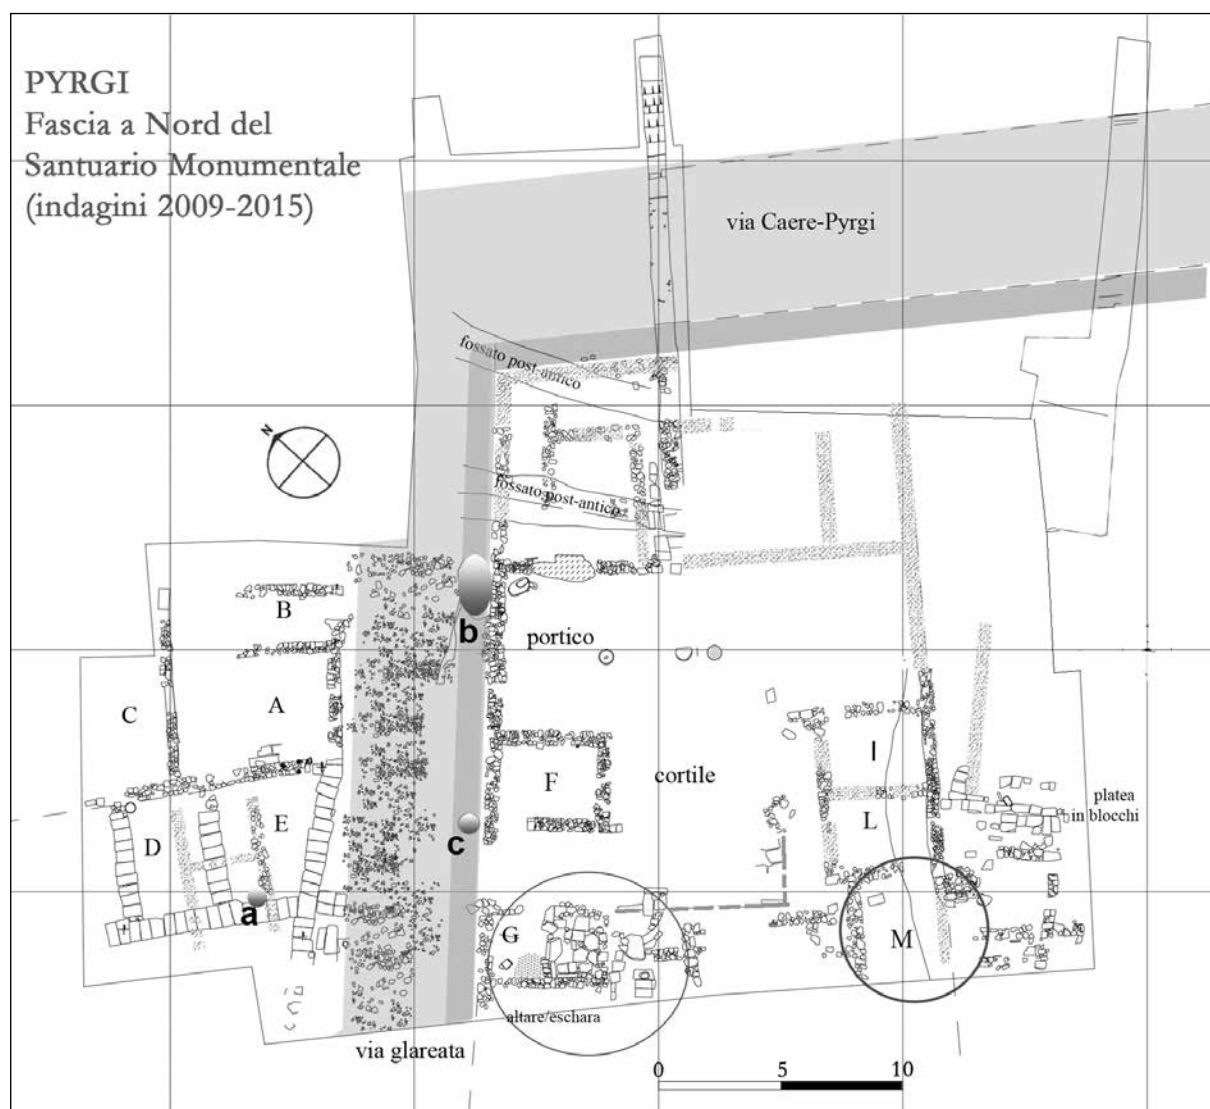 PYRGI
Fascia a Nord del
Santuario Monumentale
(indagini 2009-2015)
via Caere-Pyrgi
fossato post-antico
N
fossato post-antico
B
b
portico
C
A
I
F
cortile
platea
in blocchi
E
L
D
c
a
G
M
altare/eschara
via glareata
0
5
10